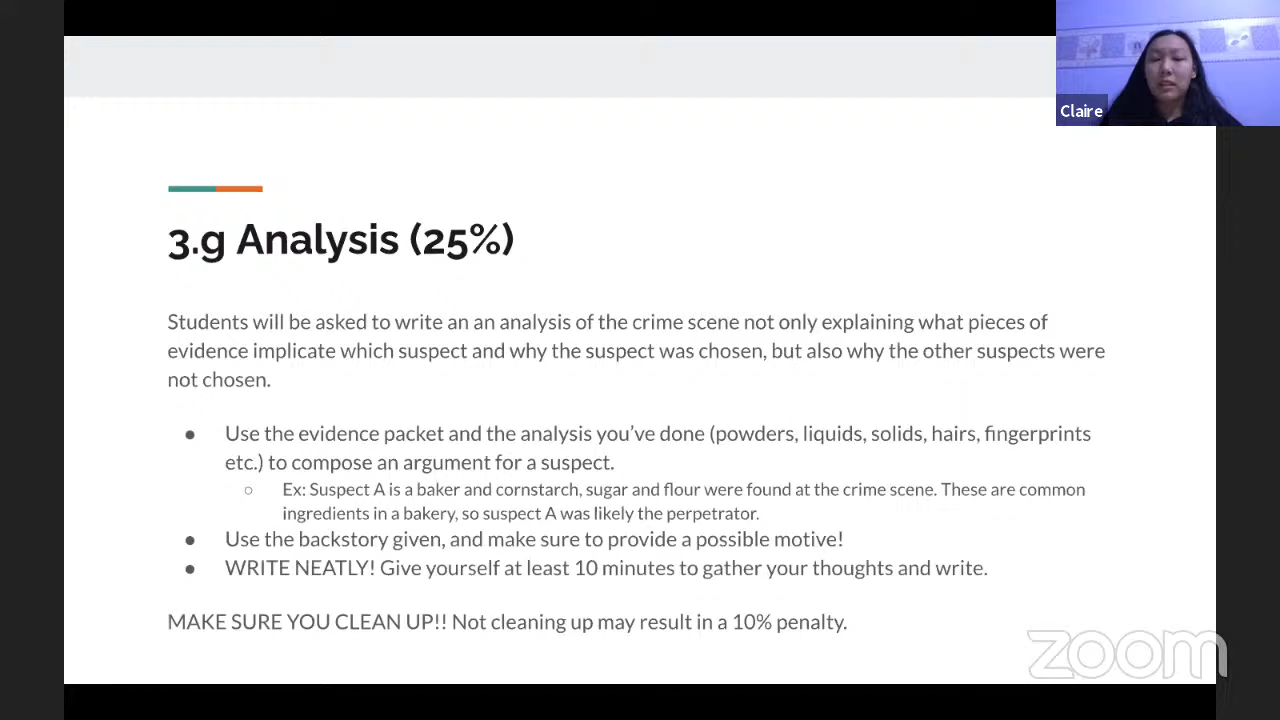 Claire
3.g Analysis (25%)
Students will be asked to write an an analysis of the crime scene not only explaining what pieces of
evidence implicate which suspect and why the suspect was chosen, but also why the other suspects were
not chosen.
● Use the evidence packet and the analysis you’ve done (powders, liquids, solids, hairs, fingerprints
etc.) to compose an argument for a suspect.
○ Ex: Suspect A is a baker and cornstarch, sugar and flour were found at the crime scene. These are common
ingredients in a bakery, so suspect A was likely the perpetrator.
● Use the backstory given, and make sure to provide a possible motive!
● WRITE NEATLY! Give yourself at least 10 minutes to gather your thoughts and write.
MAKE SURE YOU CLEAN UP!! Not cleaning up may result in a 10% penalty.
zoom